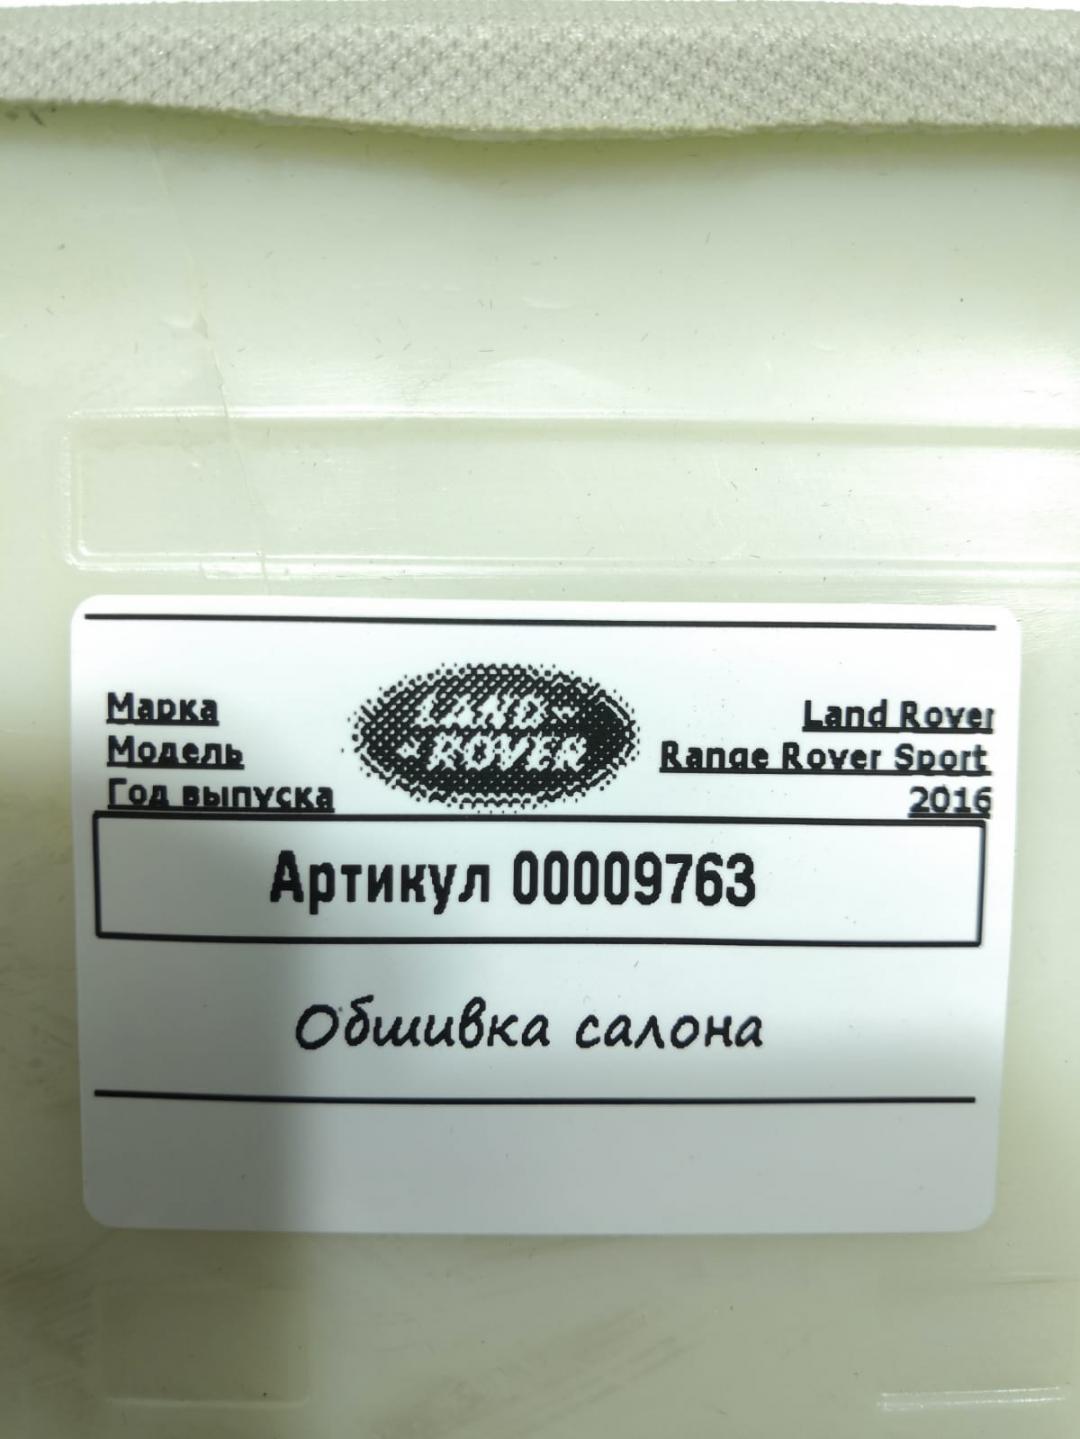 Марка
Модель
Год выпуска
LAND-
-ROVER
Land Rover
Range Rover Sport
2016
Артикул 00009763
Обшивка салона